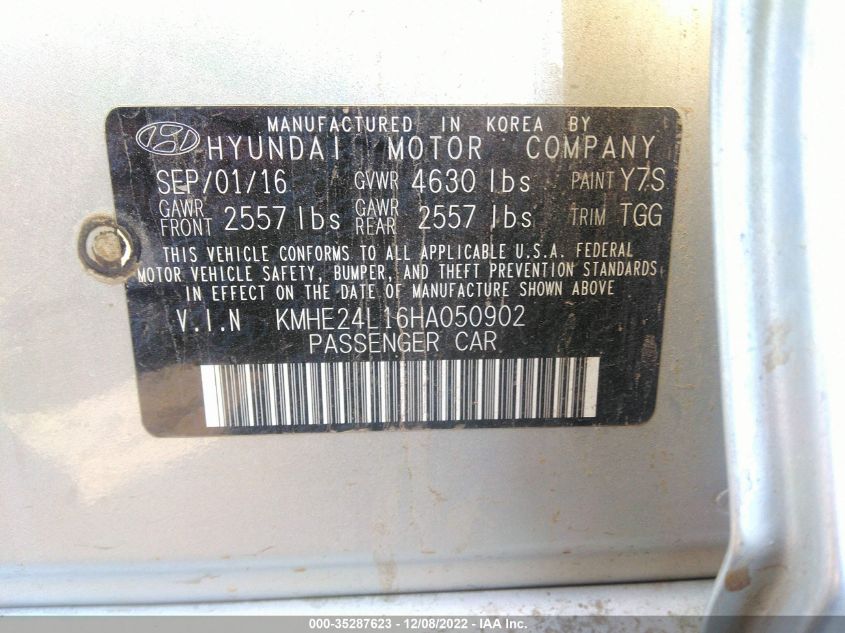 MANUFACTURED IN KOREA BY
HYUNDAI MOTOR COMPANY
SEP/01/16 GVWR 4630 lbs PAINT Y7S
GAWR FRONT 2557 lbs GAWR REAR 2557 lbs TRIM TGG
THIS VEHICLE CONFORMS TO ALL APPLICABLE U.S.A. FEDERAL
MOTOR VEHICLE SAFETY, BUMPER, AND THEFT PREVENTION STANDARDS
IN EFFECT ON THE DATE OF MANUFACTURE SHOWN ABOVE
V.I.N KMHE24L16HA050902
PASSENGER CAR
000-35287623 - 12/08/2022 - IAA Inc.